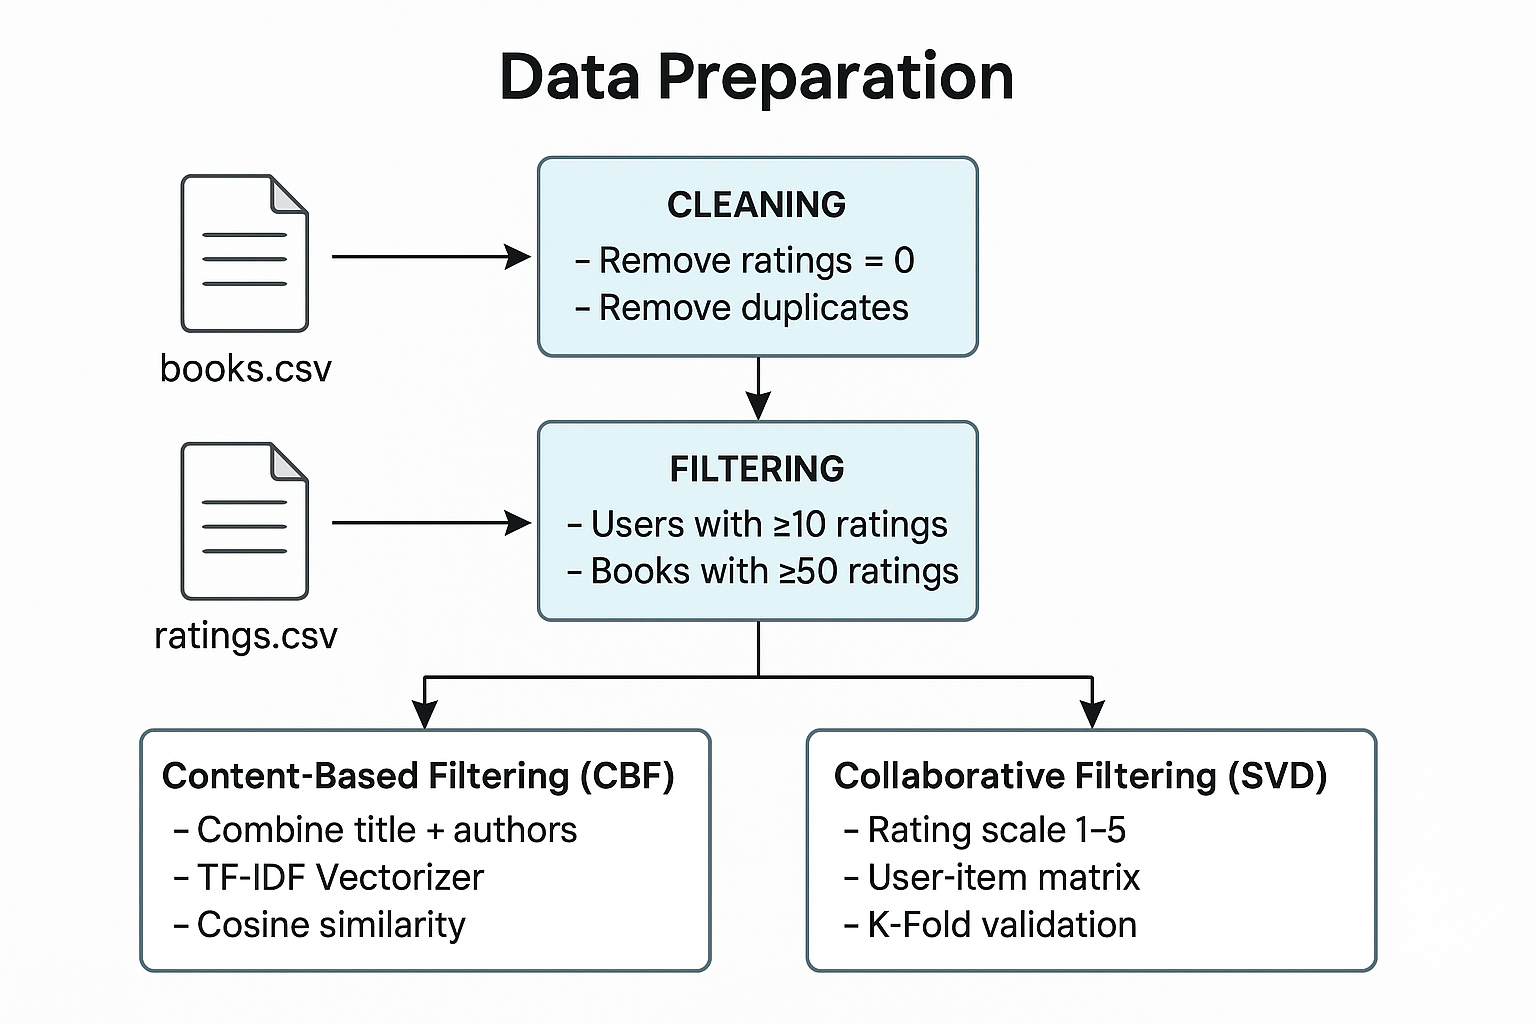 Data Preparation
books.csv
CLEANING
– Remove ratings = 0
– Remove duplicates
ratings.csv
FILTERING
– Users with ≥10 ratings
– Books with ≥50 ratings
Content-Based Filtering (CBF)
– Combine title + authors
– TF-IDF Vectorizer
– Cosine similarity
Collaborative Filtering (SVD)
– Rating scale 1–5
– User-item matrix
– K-Fold validation